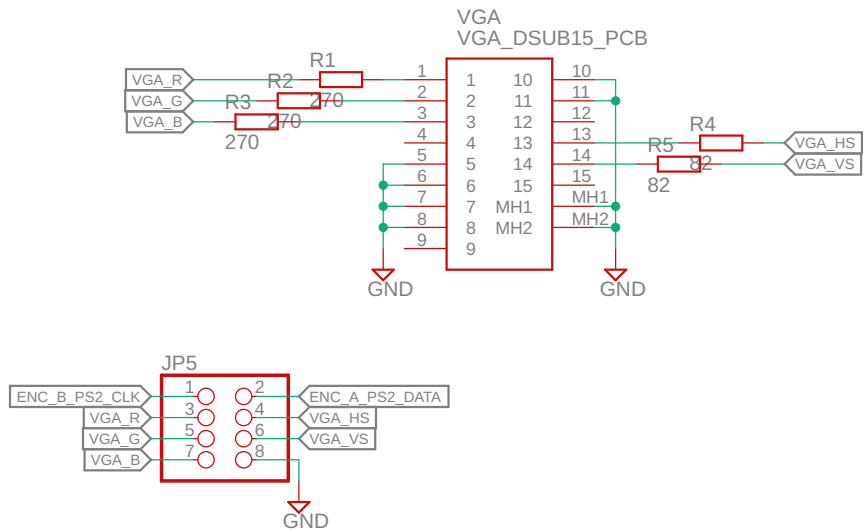 VGA
VGA_DSUB15_PCB
R1
VGA_R
R2
1
1
10
10
VGA_G
R3
270
2
2
11
11
VGA_B
270
3
3
12
12
270
4
4
13
13
R4
VGA_HS
5
5
14
14
R5
82
VGA_VS
6
6
15
15
82
7
7
MH1
MH1
8
8
MH2
MH2
9
9
GND
GND
JP5
ENC_B_PS2_CLK
1
2
ENC_A_PS2_DATA
VGA_R
3
4
VGA_HS
VGA_G
5
6
VGA_VS
VGA_B
7
8
GND